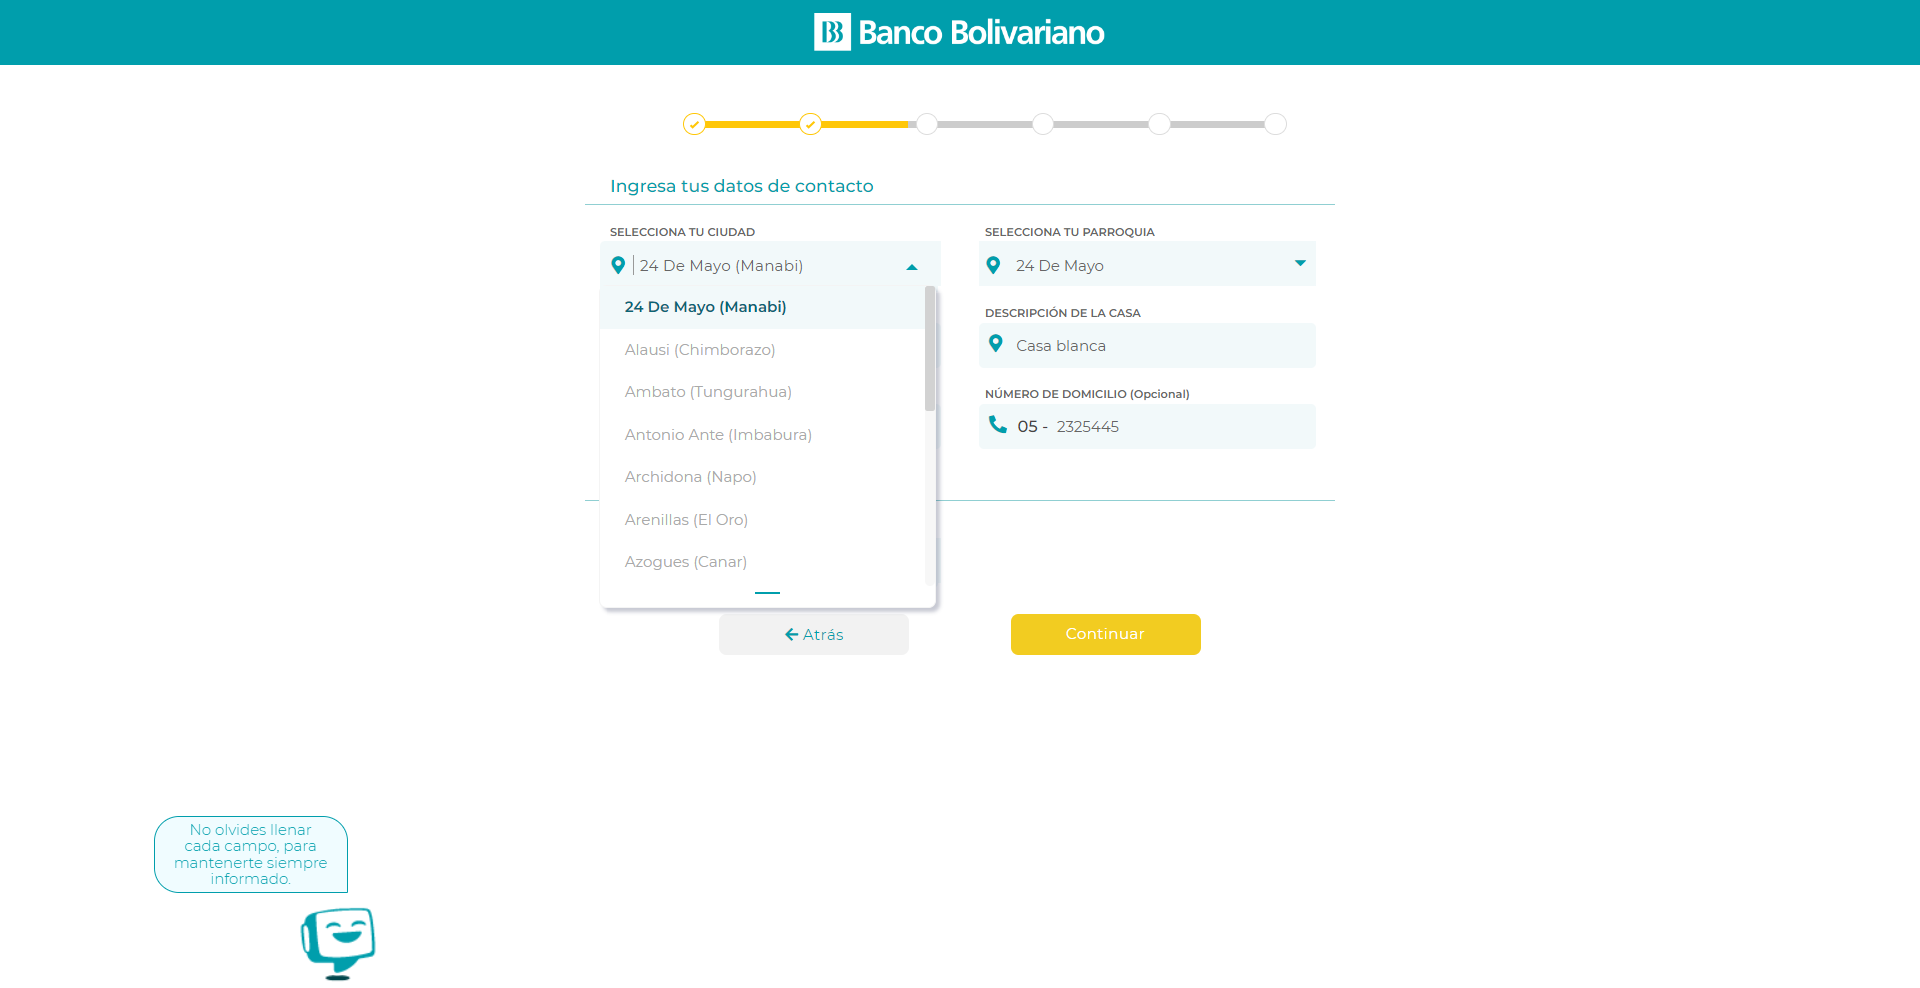 Banco Bolivariano
Ingresa tus datos de contacto
SELECCIONA TU CIUDAD
24 De Mayo (Manabi)
24 De Mayo (Manabi)
Alausi (Chimborazo)
Ambato (Tungurahua)
Antonio Ante (Imbabura)
Archidona (Napo)
Arenillas (El Oro)
Azogues (Canar)
SELECCIONA TU PARROQUIA
24 De Mayo
DESCRIPCIÓN DE LA CASA
Casa blanca
NÚMERO DE DOMICILIO (Opcional)
05 - 2325445
Atrás
Continuar
No olvides llenar
cada campo, para
mantenerte siempre
informado.